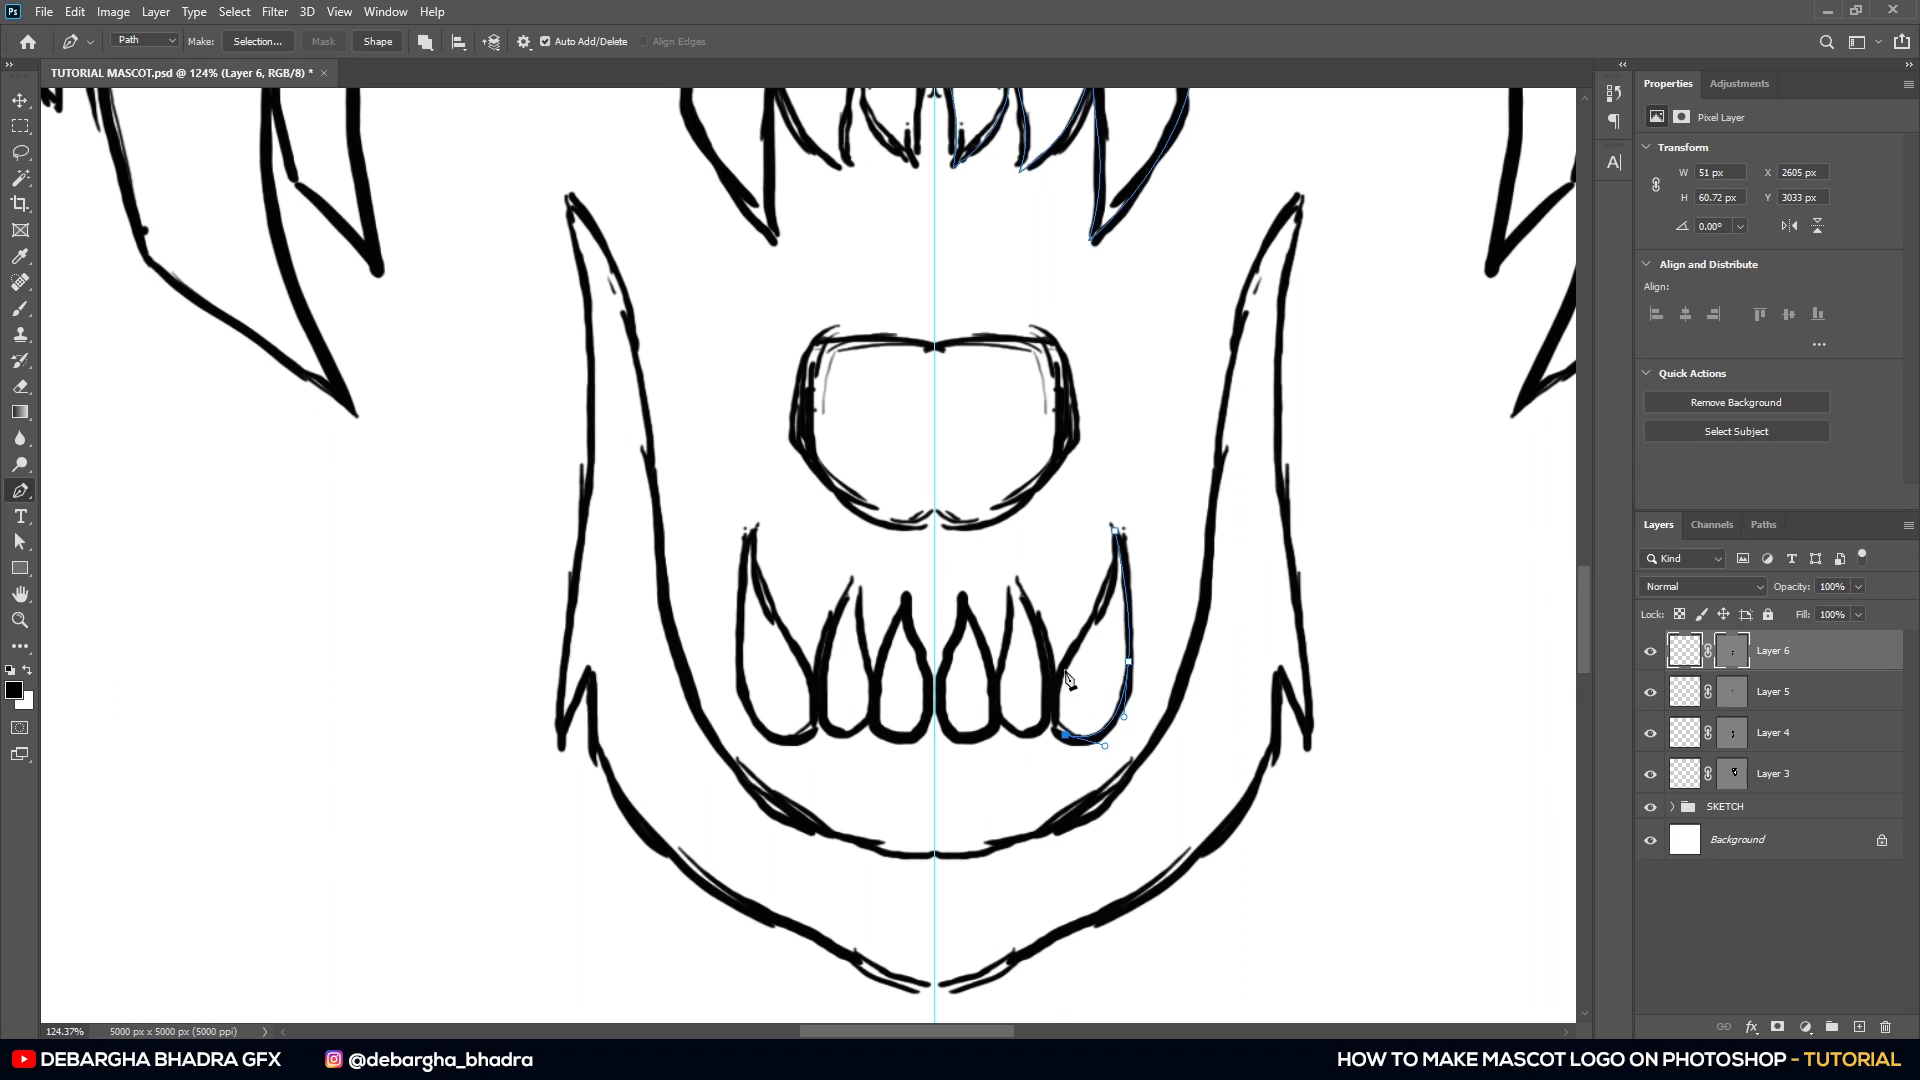 Ps File Edit Image Layer Type Select Filter 3D View Window Help
Path Make: Selection... Mask Shape Auto Add/Delete Align Edges
TUTORIAL MASCOT.psd @ 124% (Layer 6, RGB/8) * ×
Properties Adjustments
Pixel Layer
Transform
W 51 px X 2605 px
H 60.72 px Y 3033 px
0.00°
Align and Distribute
Align:
Quick Actions
Remove Background
Select Subject
Layers Channels Paths
Kind
Normal Opacity: 100%
Lock: Fill: 100%
Layer 6
Layer 5
Layer 4
Layer 3
SKETCH
Background
124.37% 5000 px x 5000 px (5000 ppi)
DEBARGHA BHADRA GFX @debargha_bhadra HOW TO MAKE MASCOT LOGO ON PHOTOSHOP - TUTORIAL